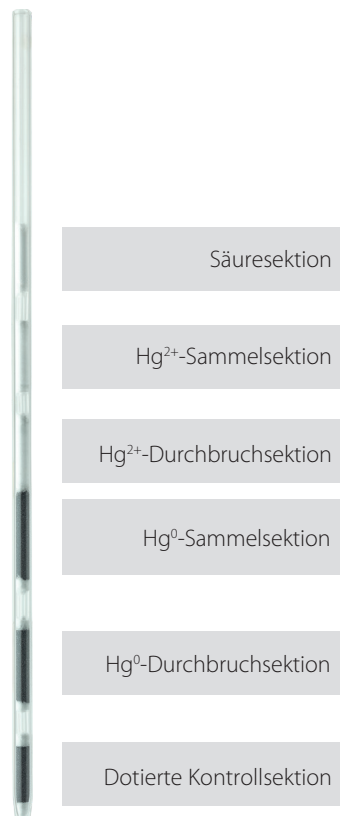 Säuresektion
Hg²⁺-Sammelsektion
Hg²⁺-Durchbruchsektion
Hg⁰-Sammelsektion
Hg⁰-Durchbruchsektion
Dotierte Kontrollsektion